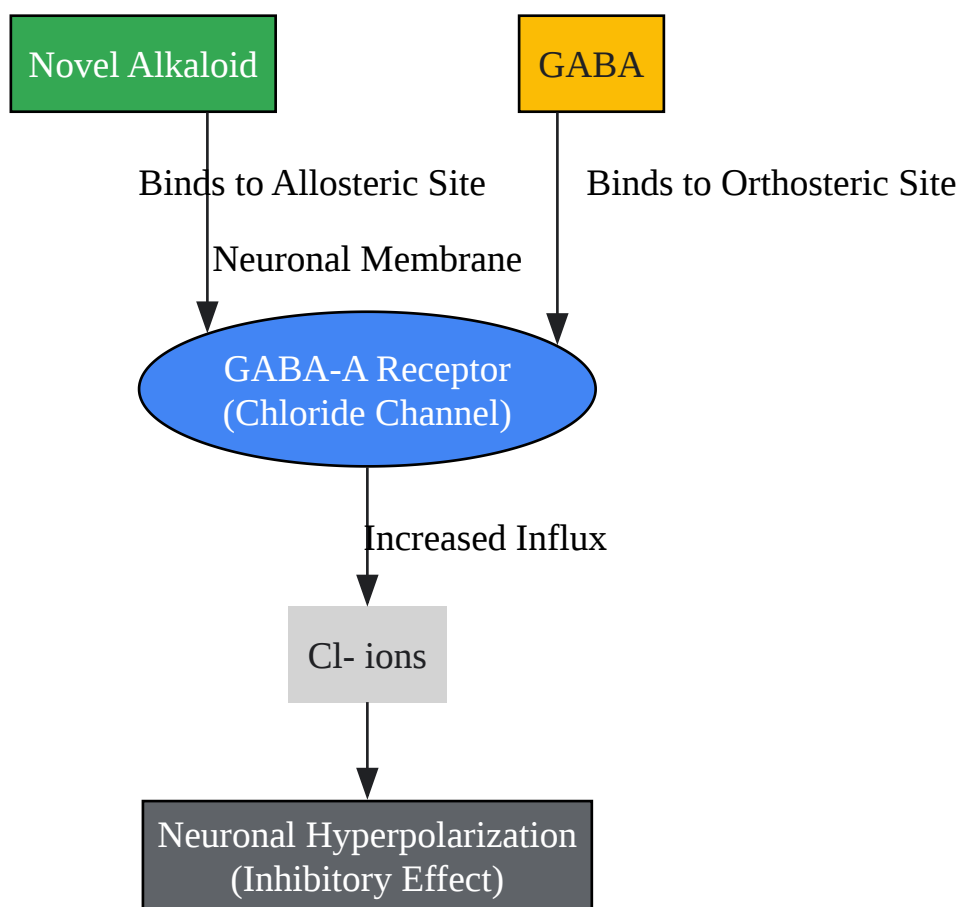 Novel Alkaloid
GABA
Binds to Allosteric Site
Binds to Orthosteric Site
Neuronal Membrane
GABA-A Receptor
(Chloride Channel)
Increased Influx
Cl- ions
Neuronal Hyperpolarization
(Inhibitory Effect)